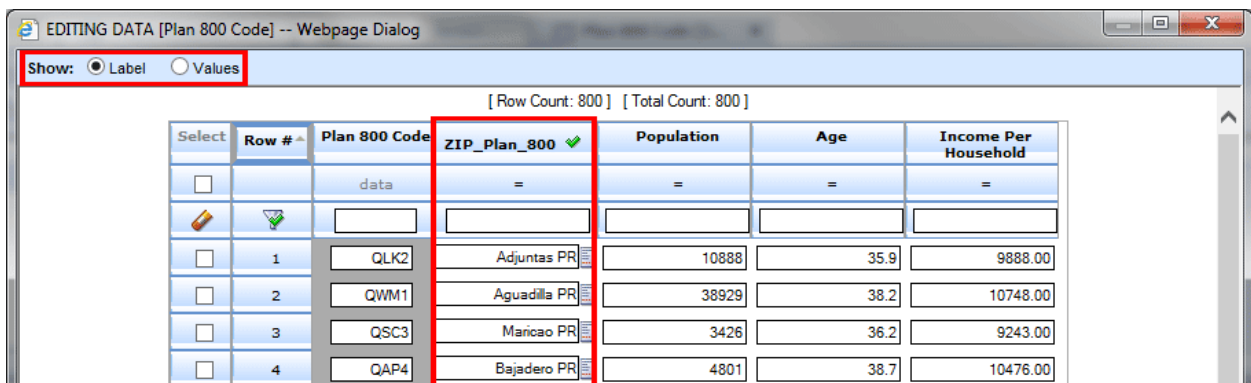 EDITING DATA [Plan 800 Code] -- Webpage Dialog
Show: Label Values
[ Row Count: 800 ] [ Total Count: 800 ]
Select Row # Plan 800 Code ZIP_Plan_800 Population Age Income Per
Household
data = = = =
1 QLK2 Adjuntas PR 10888 35.9 9888.00
2 QWM1 Aguadilla PR 38929 38.2 10748.00
3 QSC3 Maricao PR 3426 36.2 9243.00
4 QAP4 Bajadero PR 4801 38.7 10476.00